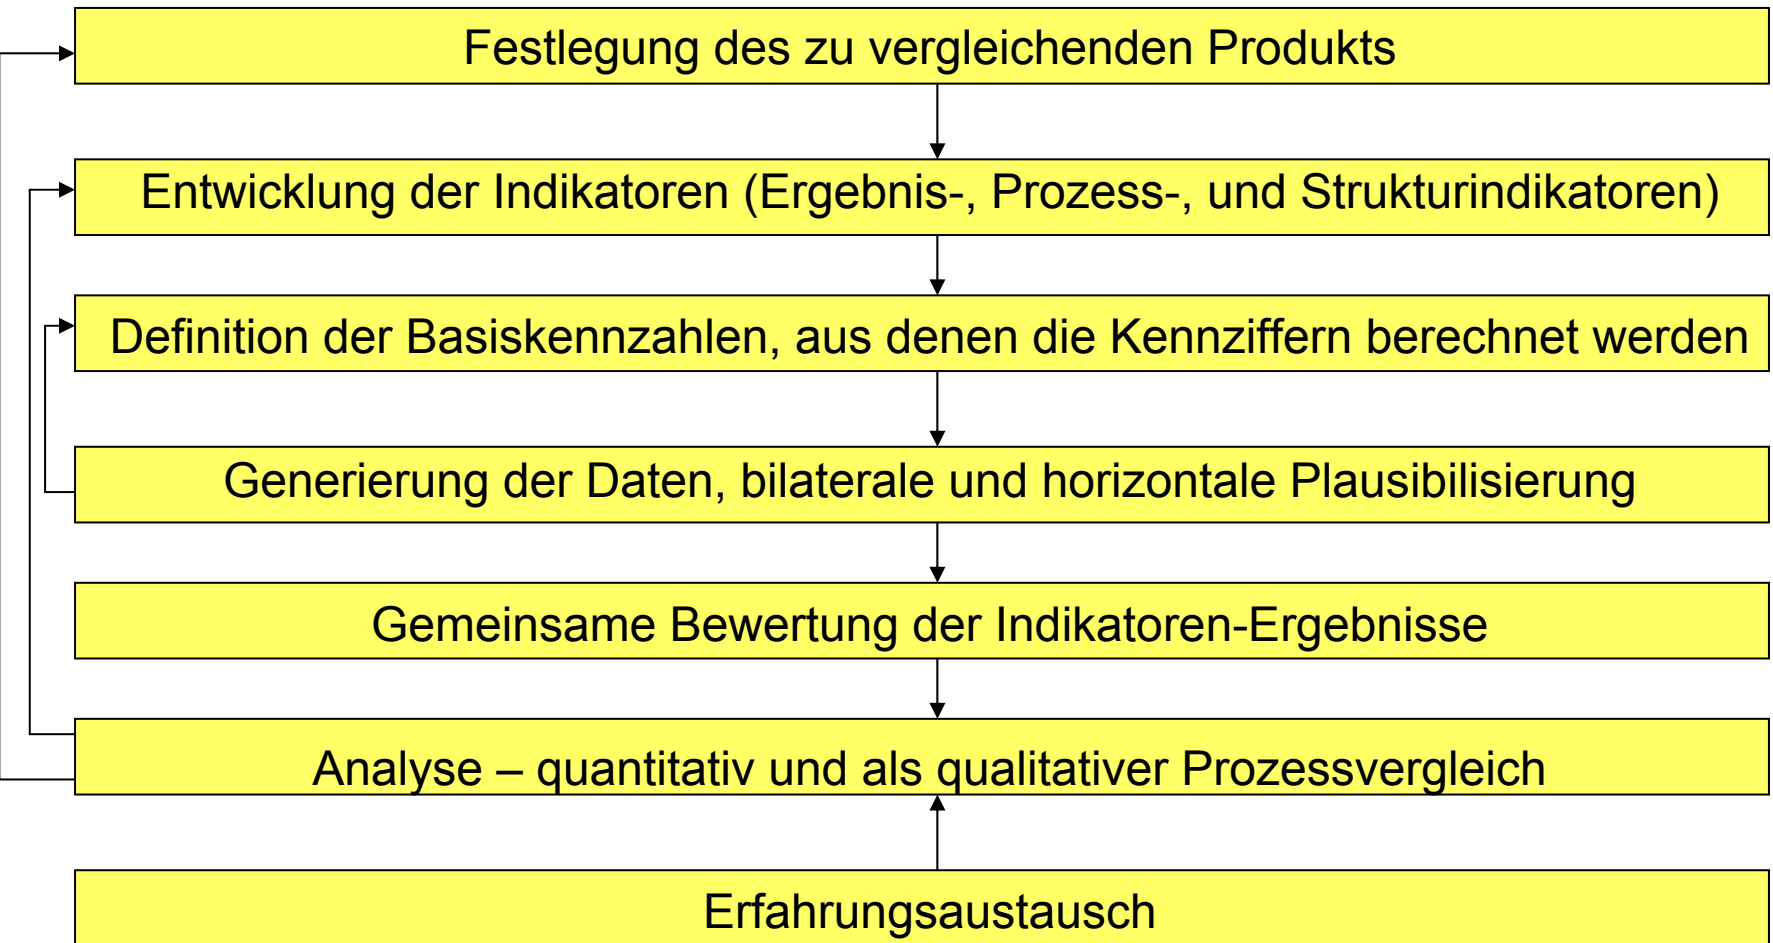 Festlegung des zu vergleichenden Produkts
Entwicklung der Indikatoren (Ergebnis-, Prozess-, und Strukturindikatoren)
Definition der Basiskennzahlen, aus denen die Kennziffern berechnet werden
Generierung der Daten, bilaterale und horizontale Plausibilisierung
Gemeinsame Bewertung der Indikatoren-Ergebnisse
Analyse – quantitativ und als qualitativer Prozessvergleich
Erfahrungsaustausch